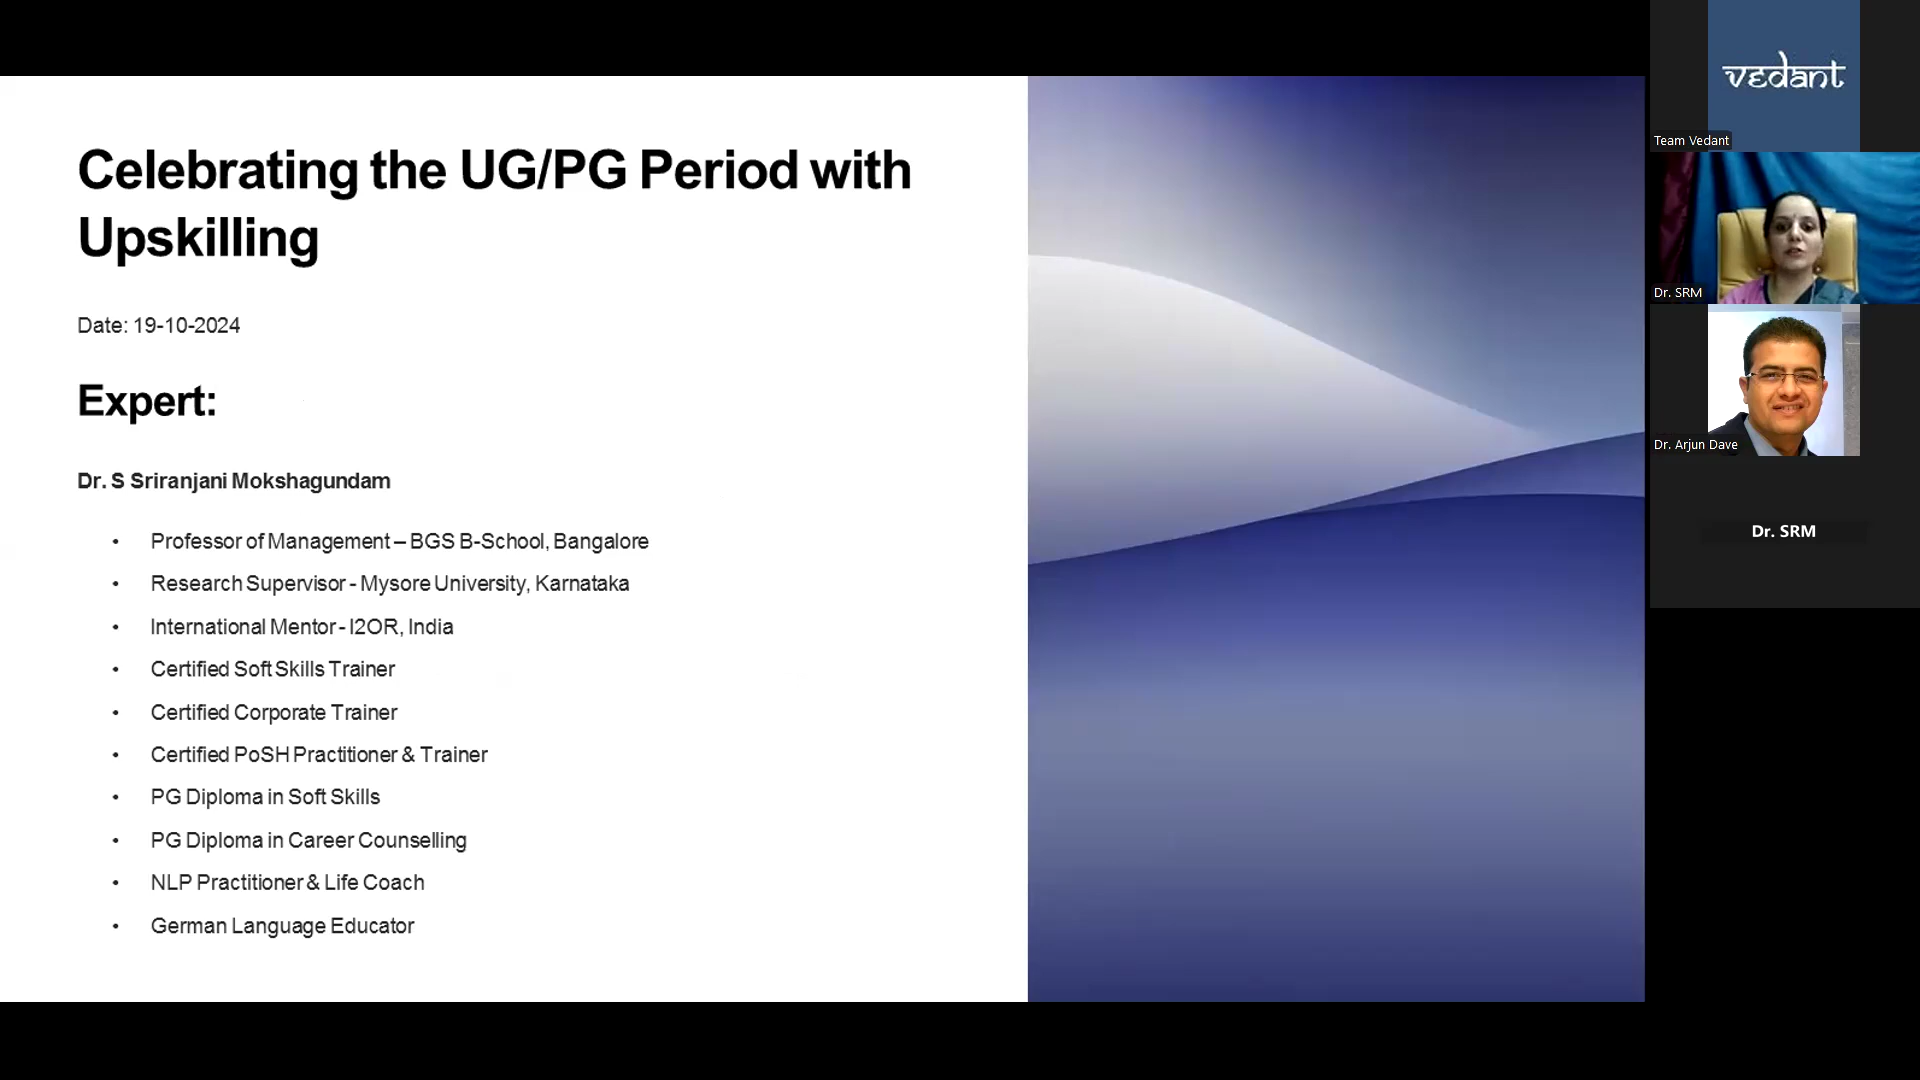 Celebrating the UG/PG Period with
Upskilling
Date: 19-10-2024
Expert:
Dr. S Sriranjani Mokshagundam
• Professor of Management – BGS B-School, Bangalore
• Research Supervisor - Mysore University, Karnataka
• International Mentor - I2OR, India
• Certified Soft Skills Trainer
• Certified Corporate Trainer
• Certified PoSH Practitioner & Trainer
• PG Diploma in Soft Skills
• PG Diploma in Career Counselling
• NLP Practitioner & Life Coach
• German Language Educator
vedant
Team Vedant
Dr. SRM
Dr. Arjun Dave
Dr. SRM